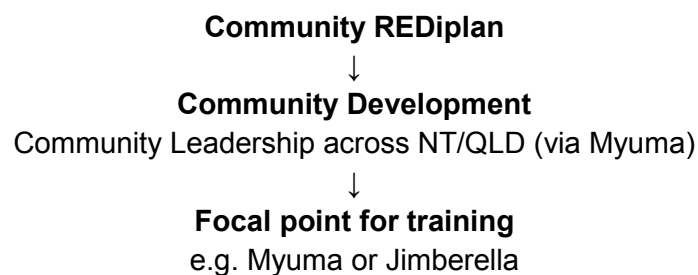 Community REDiplan
↓
Community Development
Community Leadership across NT/QLD (via Myuma)
↓
Focal point for training
e.g. Myuma or Jimberella